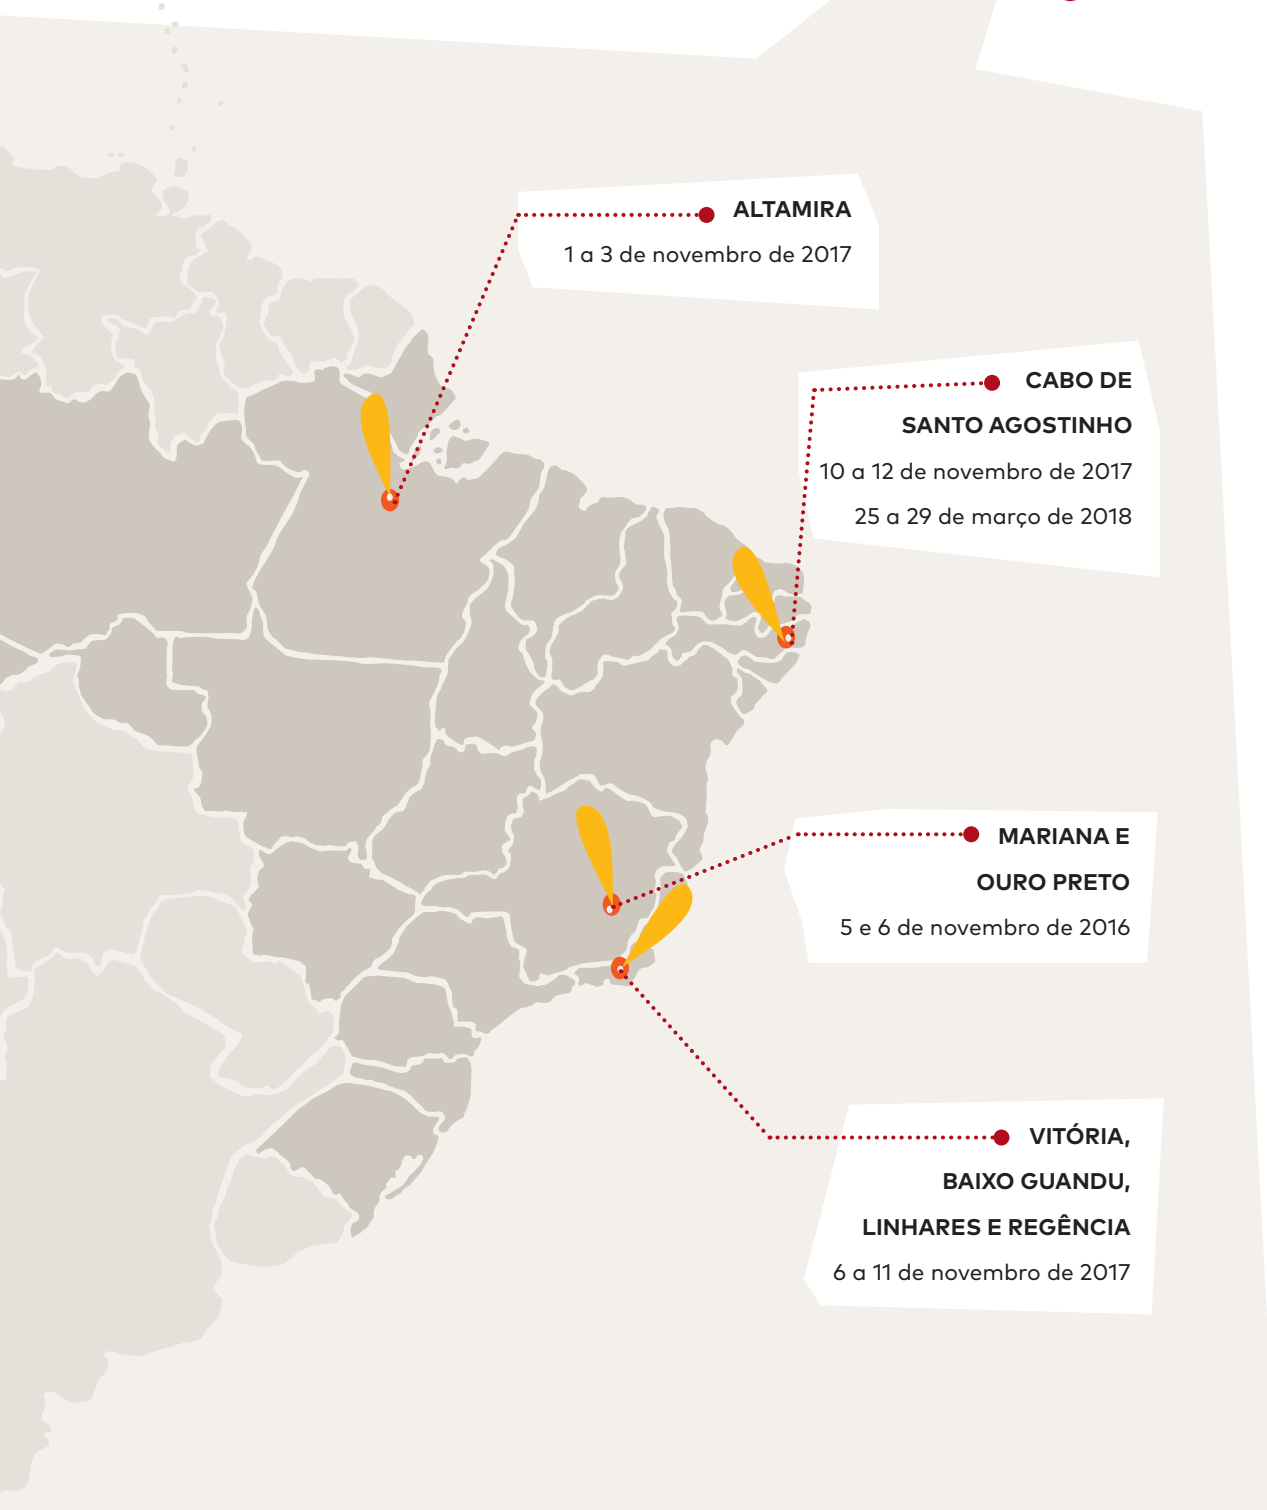 ALTAMIRA
1 a 3 de novembro de 2017
CABO DE
SANTO AGOSTINHO
10 a 12 de novembro de 2017
25 a 29 de março de 2018
MARIANA E
OURO PRETO
5 e 6 de novembro de 2016
VITÓRIA,
BAIXO GUANDU,
LINHARES E REGÊNCIA
6 a 11 de novembro de 2017